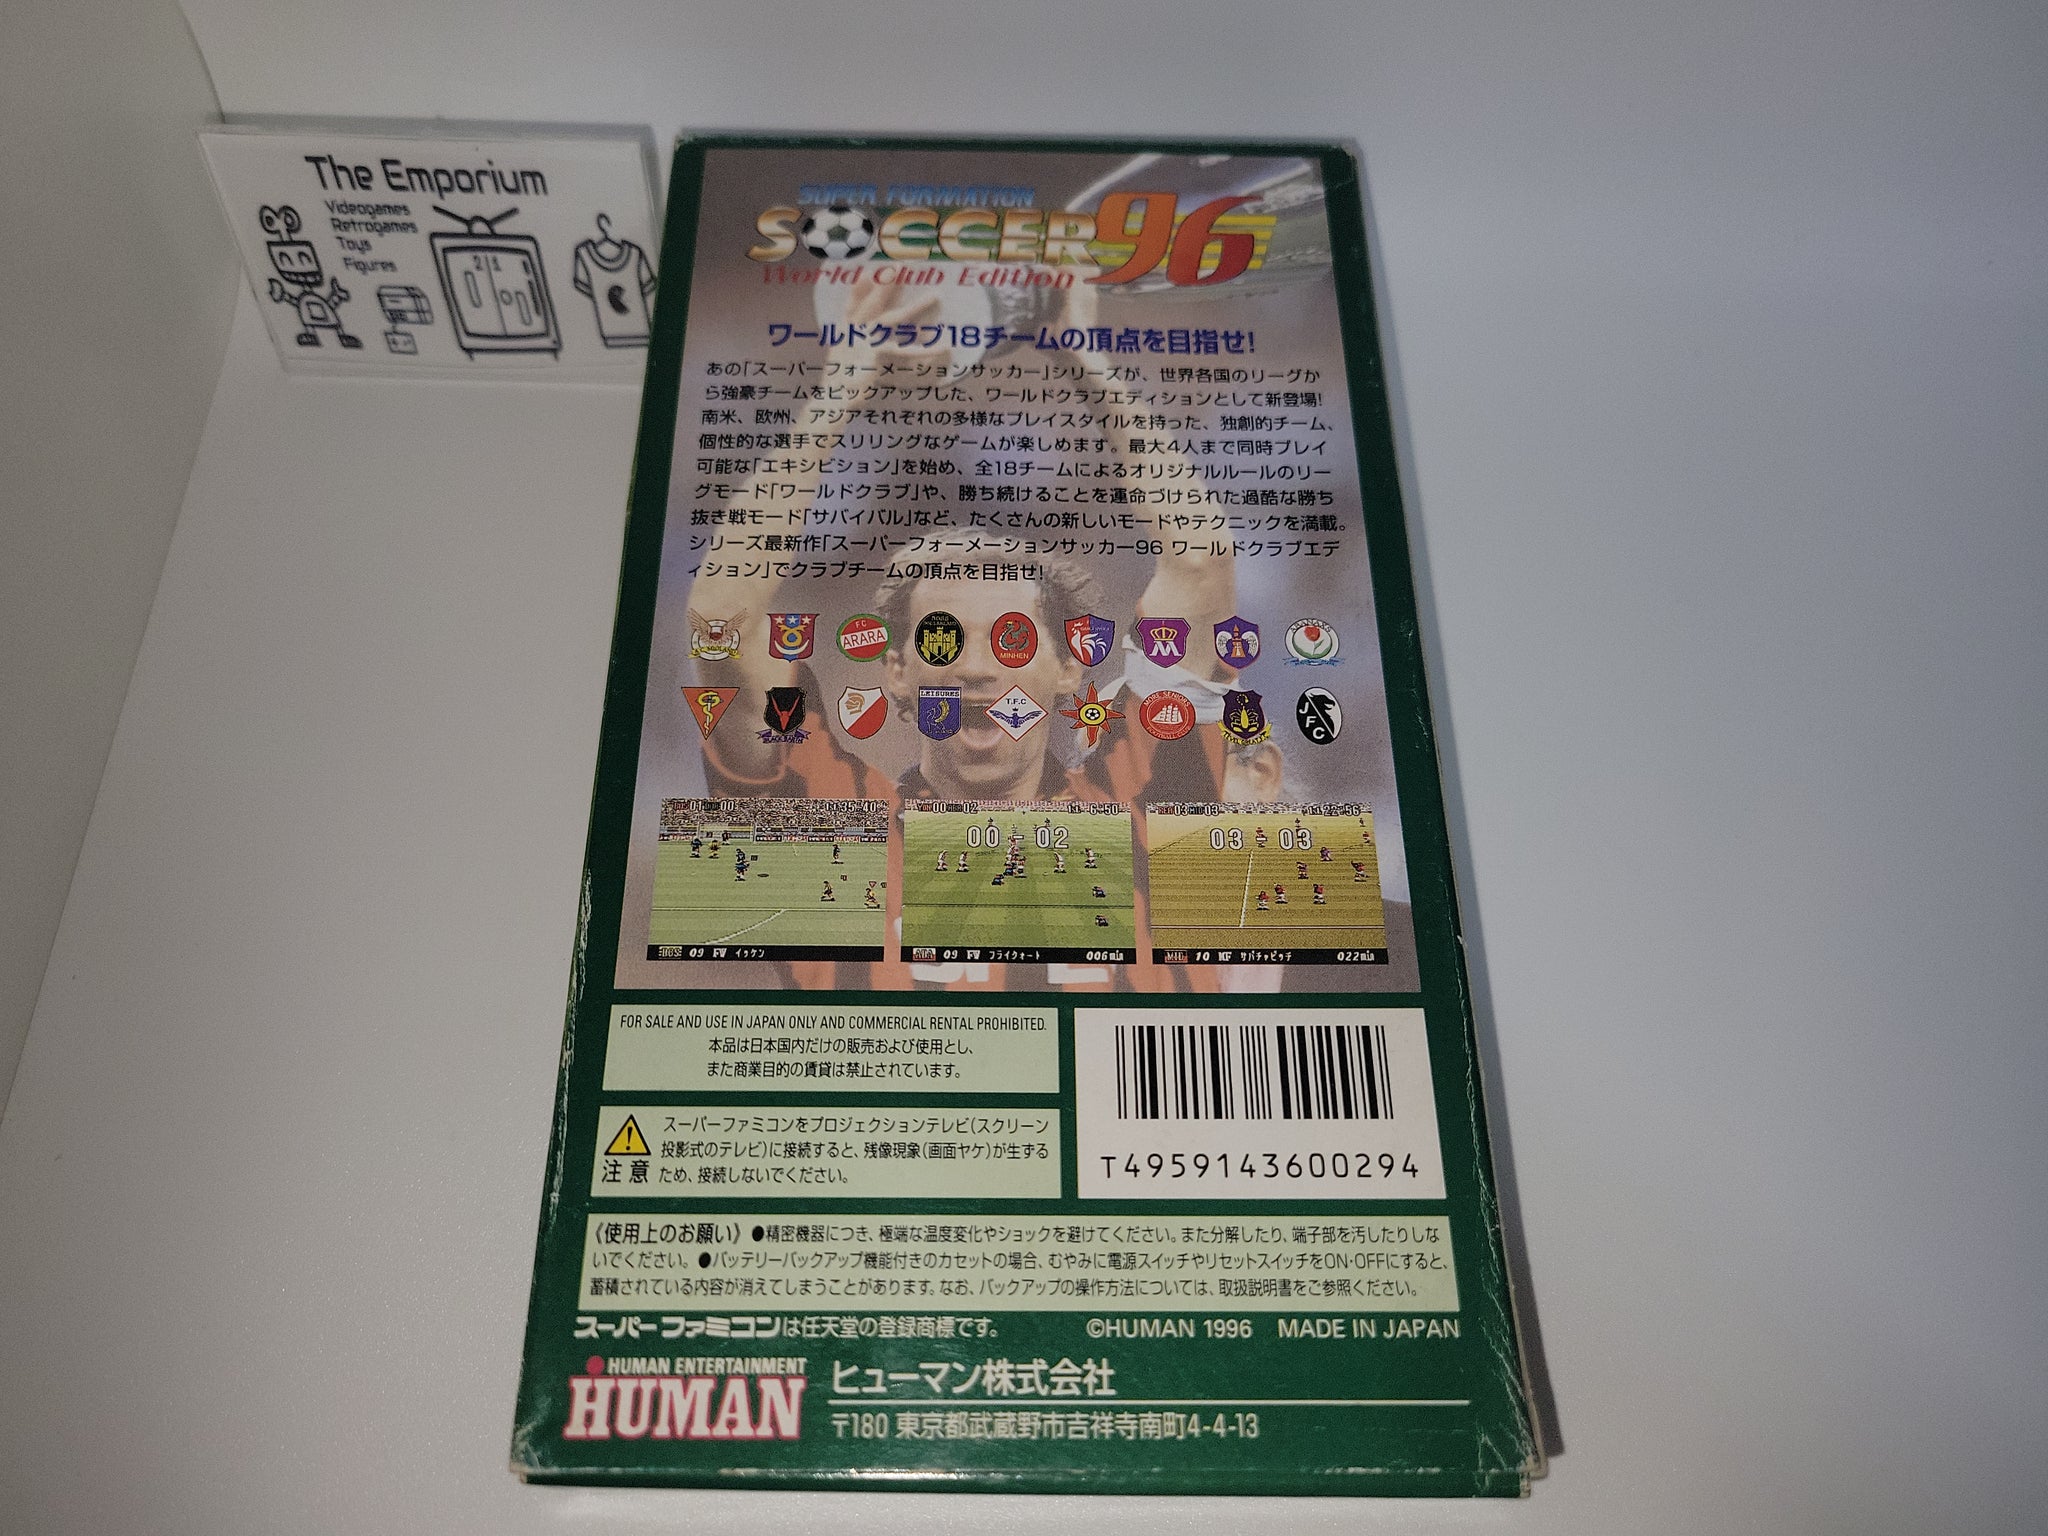 The Emporium
Videogames
Retrogames
Toys
Figures
SUPER FORMATION
SOCCER 96
World Club Edition
ワールドクラブ18チームの頂点を目指せ!
あの「スーパーフォーメーションサッカー」シリーズが、世界各国のリーグか
ら強豪チームをピックアップした、ワールドクラブエディションとして新登場!
南米、欧州、アジアそれぞれの多様なプレイスタイルを持った、独創的チーム、
個性的な選手でスリリングなゲームが楽しめます。最大4人まで同時プレイ
可能な「エキシビション」を始め、全18チームによるオリジナルルールのリー
グモード「ワールドクラブ」や、勝ち続けることを運命づけられた過酷な勝ち
抜き戦モード「サバイバル」など、たくさんの新しいモードやテクニックを満載。
シリーズ最新作「スーパーフォーメーションサッカー96 ワールドクラブエデ
ィション」でクラブチームの頂点を目指せ!
FC
ARARA
MINHEN
LEISURES
T.F.C
MORE SENIORS
JFC
00-02
03-03
09 FW イッケン
09 FW フライクォート 006min
10 MF サバチャビッチ 022min
FOR SALE AND USE IN JAPAN ONLY AND COMMERCIAL RENTAL PROHIBITED.
本品は日本国内だけの販売および使用とし、
また商業目的の賃貸は禁止されています。
注意
スーパーファミコンをプロジェクションテレビ(スクリーン
投影式のテレビ)に接続すると、残像現象(画面ヤケ)が生ずる
ため、接続しないでください。
T4959143600294
《使用上のお願い》●精密機器につき、極端な温度変化やショックを避けてください。また分解したり、端子部を汚したりしな
いでください。●バッテリーバックアップ機能付きのカセットの場合、むやみに電源スイッチやリセットスイッチをON・OFFにすると、
蓄積されている内容が消えてしまうことがあります。なお、バックアップの操作方法については、取扱説明書をご参照ください。
スーパーファミコンは任天堂の登録商標です。
©HUMAN 1996 MADE IN JAPAN
HUMAN ENTERTAINMENT
HUMAN
ヒューマン株式会社
〒180 東京都武蔵野市吉祥寺南町4-4-13